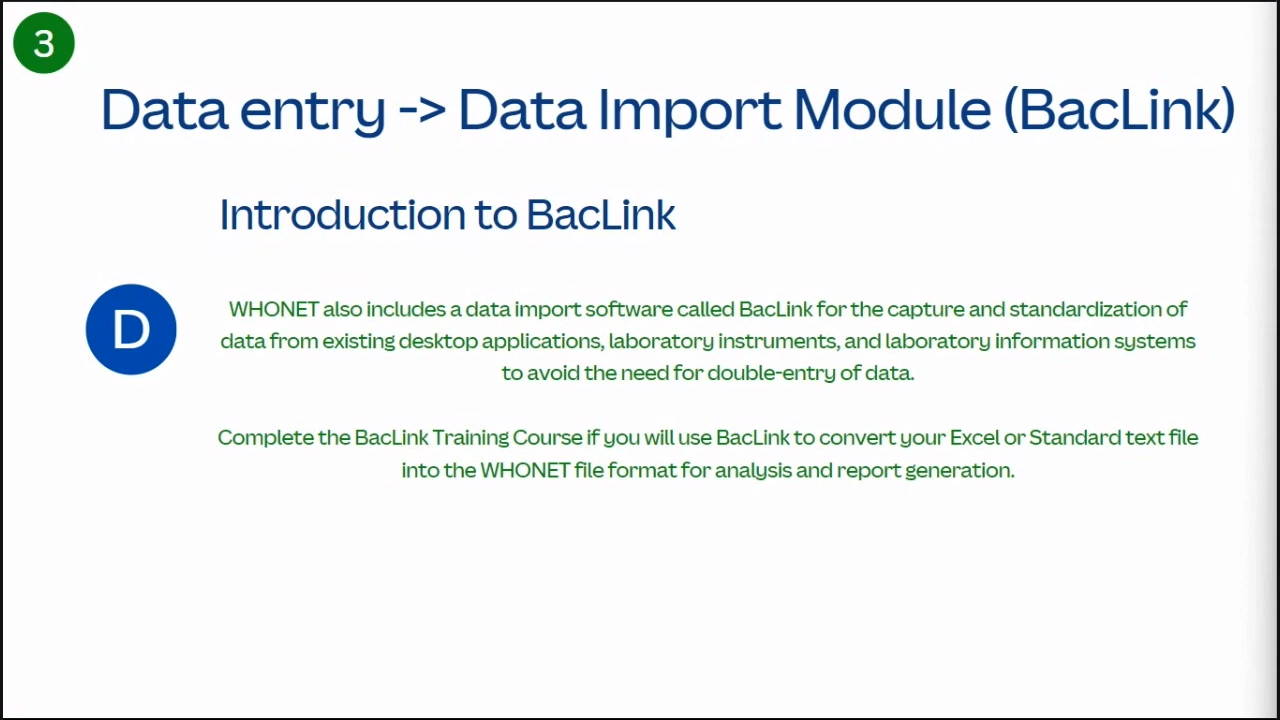 3
Data entry -> Data Import Module (BacLink)
Introduction to BacLink
D
WHONET also includes a data import software called BacLink for the capture and standardization of
data from existing desktop applications, laboratory instruments, and laboratory information systems
to avoid the need for double-entry of data.
Complete the BacLink Training Course if you will use BacLink to convert your Excel or Standard text file
into the WHONET file format for analysis and report generation.